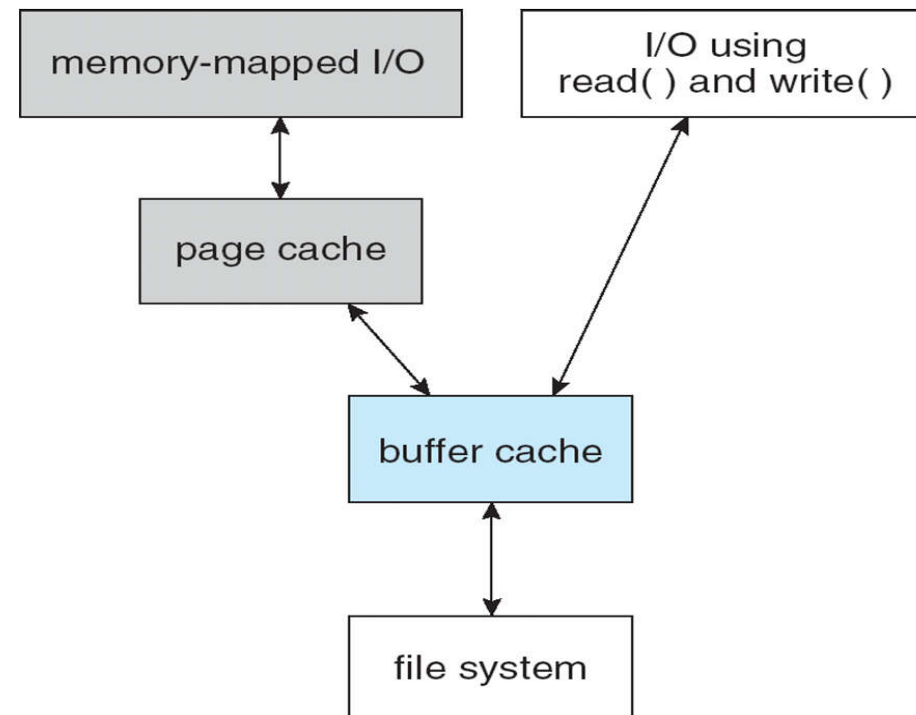 memory-mapped I/O
I/O using
read( ) and write( )
page cache
buffer cache
file system